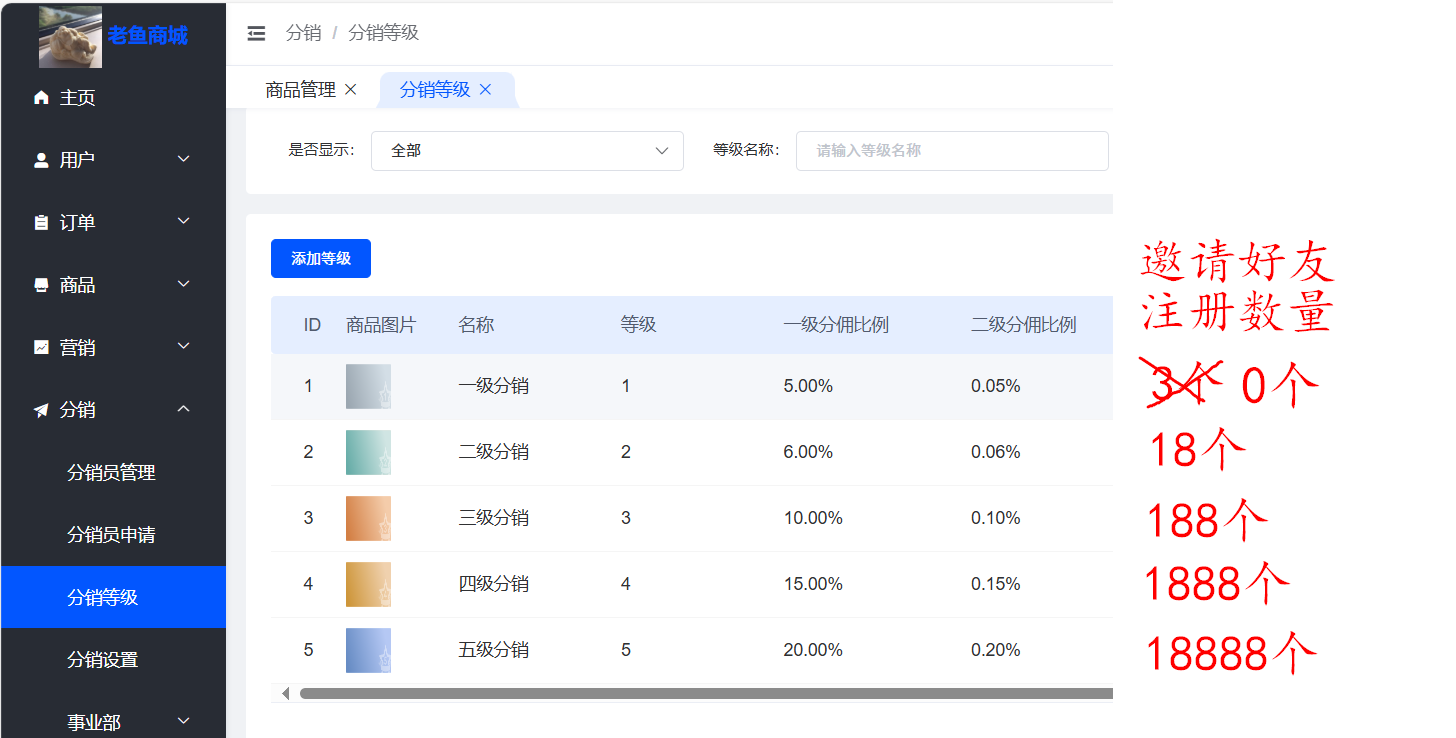 老鱼商城
主页
用户
订单
商品
营销
分销
分销员管理
分销员申请
分销等级
分销设置
事业部
分销 / 分销等级
商品管理
分销等级
是否显示： 全部 等级名称： 请输入等级名称
添加等级
ID 商品图片 名称 等级 一级分佣比例 二级分佣比例
1 一级分销 1 5.00% 0.05%
2 二级分销 2 6.00% 0.06%
3 三级分销 3 10.00% 0.10%
4 四级分销 4 15.00% 0.15%
5 五级分销 5 20.00% 0.20%
邀请好友
注册数量
3个 0个
18个
188个
1888个
18888个